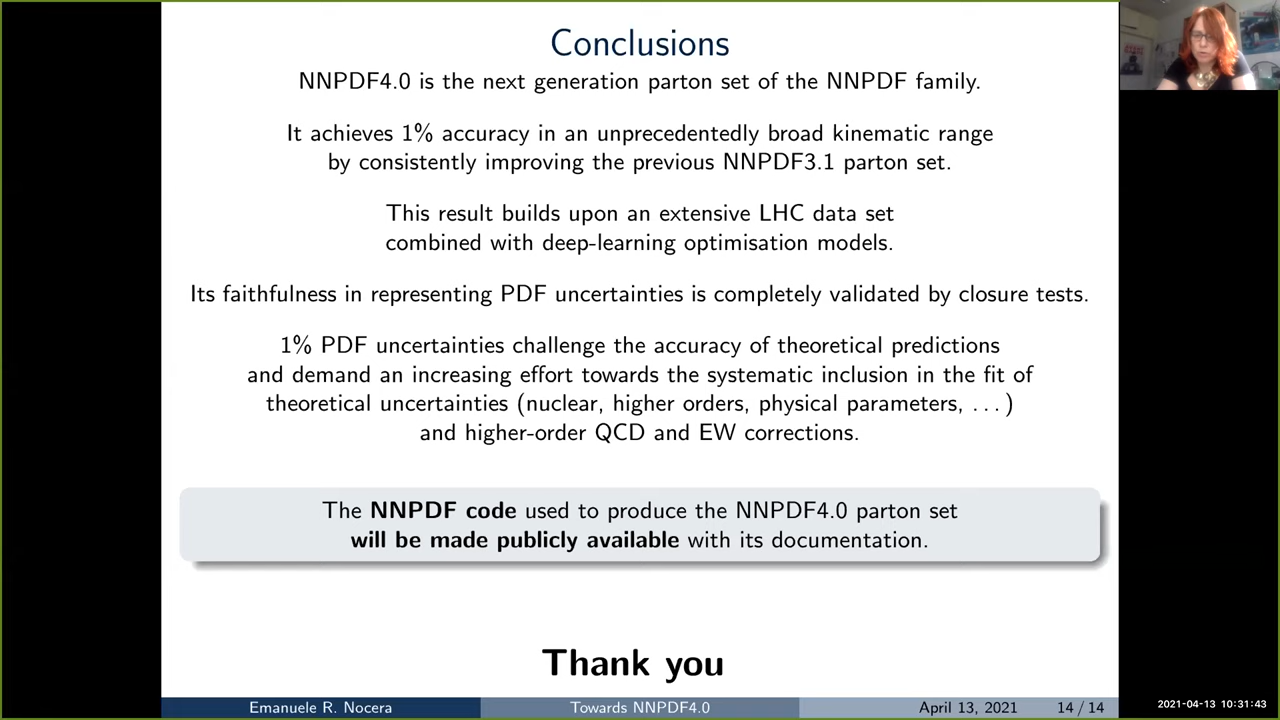 Conclusions
NNPDF4.0 is the next generation parton set of the NNPDF family.
It achieves 1% accuracy in an unprecedentedly broad kinematic range
by consistently improving the previous NNPDF3.1 parton set.
This result builds upon an extensive LHC data set
combined with deep-learning optimisation models.
Its faithfulness in representing PDF uncertainties is completely validated by closure tests.
1% PDF uncertainties challenge the accuracy of theoretical predictions
and demand an increasing effort towards the systematic inclusion in the fit of
theoretical uncertainties (nuclear, higher orders, physical parameters, . . . )
and higher-order QCD and EW corrections.
The NNPDF code used to produce the NNPDF4.0 parton set
will be made publicly available with its documentation.
Thank you
Emanuele R. Nocera Towards NNPDF4.0 April 13, 2021 14 / 14
2021-04-13 10:31:43